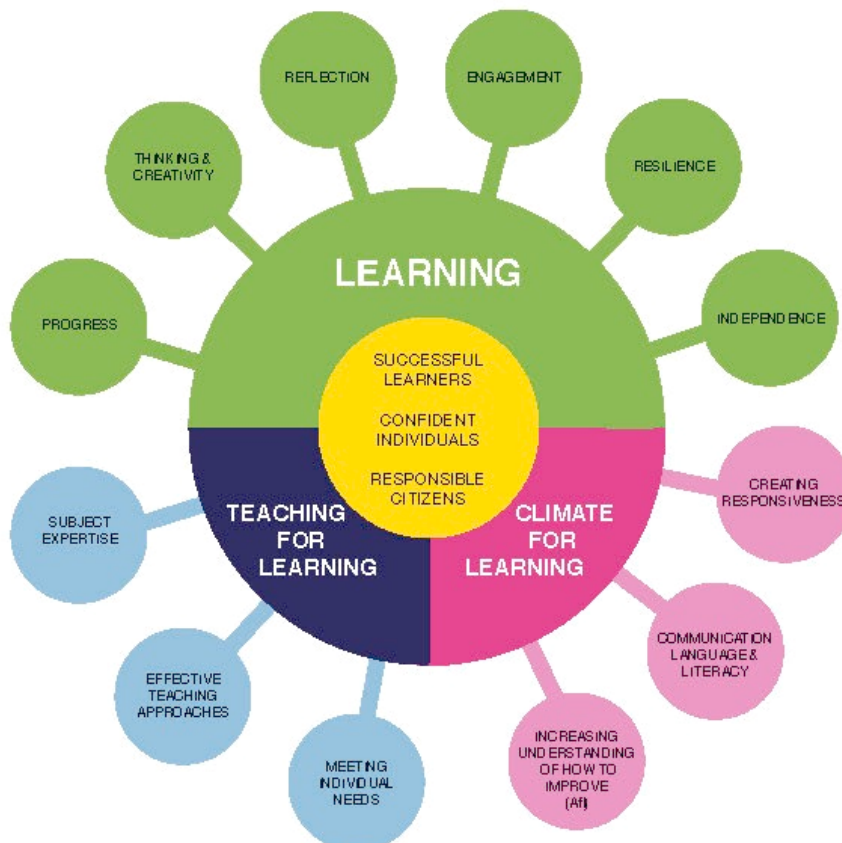 REFLECTION
ENGAGEMENT
THINKING &
CREATIVITY
RESILIENCE
PROGRESS
INDEPENDENCE
LEARNING
SUCCESSFUL
LEARNERS
CONFIDENT
INDIVIDUALS
RESPONSIBLE
CITIZENS
TEACHING
FOR
LEARNING
CLIMATE
FOR
LEARNING
SUBJECT
EXPERTISE
EFFECTIVE
TEACHING
APPROACHES
MEETING
INDIVIDUAL
NEEDS
CREATING
RESPONSIVENESS
COMMUNICATION
LANGUAGE &
LITERACY
INCREASING
UNDERSTANDING
OF HOW TO
IMPROVE
(Afl)